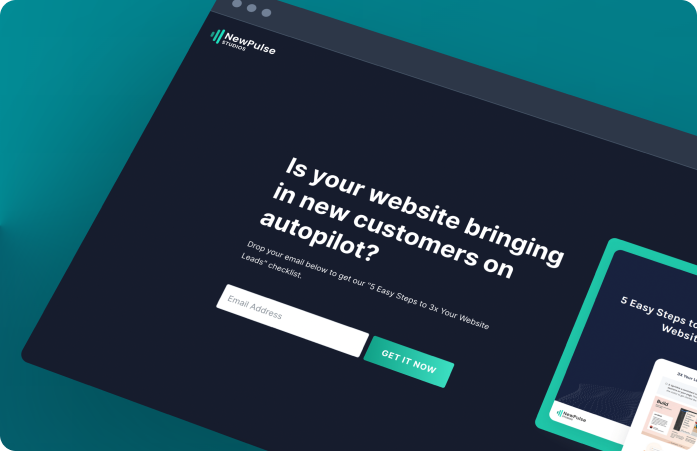 NewPulse
STUDIOS
Is your website bringing
in new customers on
autopilot?
Drop your email below to get our "5 Easy Steps to 3x Your Website
Leads" checklist.
Email Address
GET IT NOW
5 Easy Steps to
Websit
NewPulse
STUDIOS
Build